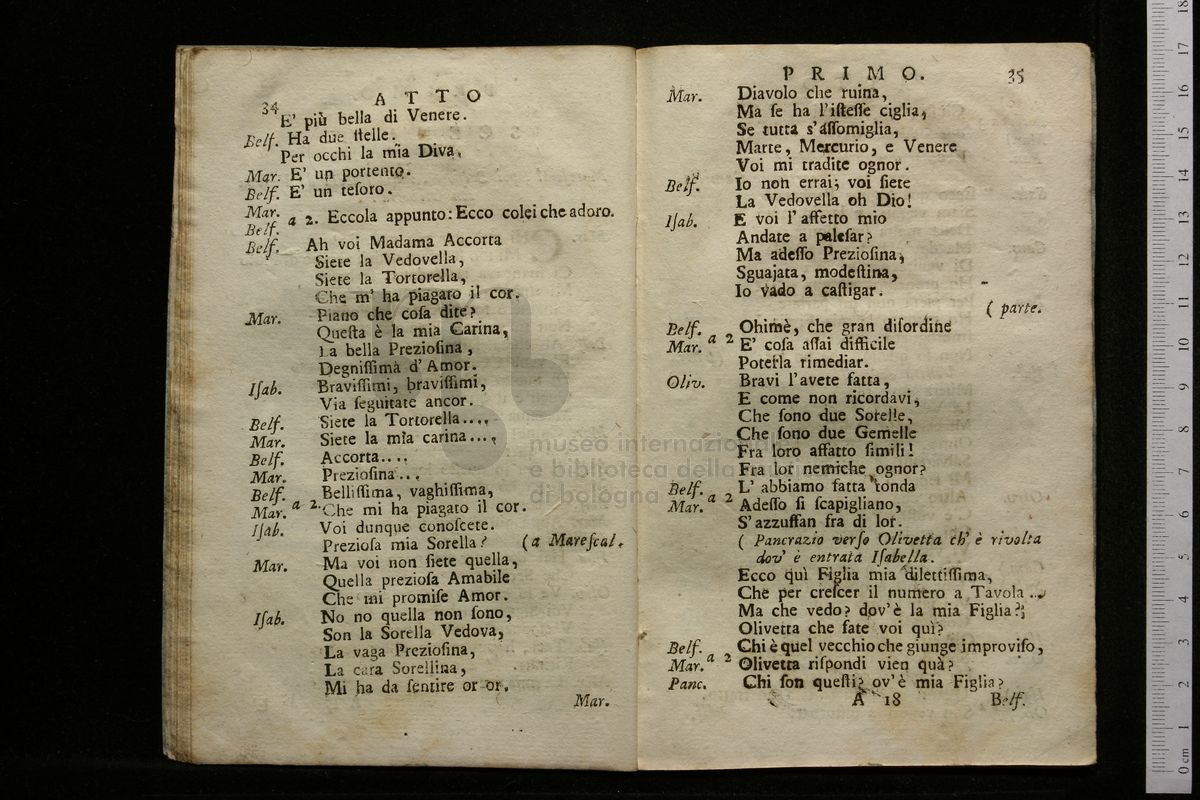 34
A T T O
E' più bella di Venere.
Belf. Ha due ſtelle.
Per occhi la mia Diva.
Mar. E' un portento.
Belf. E' un teſoro.
Mar.
Belf. a 2. Eccola appunto: Ecco colei che adoro.
Belf. Ah voi Madama Accorta
Siete la Vedovella,
Siete la Tortorella,
Che m' ha piagato il cor.
Mar. Piano che coſa dite?
Queſta è la mia Carina,
La bella Prezioſina,
Degniſſima d' Amor.
Iſab. Braviſſimi, braviſſimi,
Via ſeguitate ancor.
Belf. Siete la Tortorella....
Mar. Siete la mia carina....
Belf. Accorta....
Mar. Prezioſina...
Belf. Belliſſima, vaghiſſima,
Mar. a 2. Che mi ha piagato il cor.
Iſab. Voi dunque conoſcete.
Prezioſa mia Sorella? (a Mareſcal.
Mar. Ma voi non ſiete quella,
Quella prezioſa Amabile
Che mi promiſe Amor.
Iſab. No no quella non ſono,
Son la Sorella Vedova,
La vaga Prezioſina,
La cara Sorellina,
Mi ha da ſentire or or.
Mar.
P R I M O.
35
Mar. Diavolo che ruina,
Ma ſe ha l'iſteſſe ciglia,
Se tutta s'aſſomiglia,
Marte, Mercurio, e Venere
Voi mi tradite ognor.
Belf. Io non errai; voi ſiete
La Vedovella oh Dio!
Iſab. E voi l'affetto mio
Andate a paleſar?
Ma adeſſo Prezioſina,
Sguajata, modeſtina,
Io vado a caſtigar.
( parte.
Belf. Ohimè, che gran diſordine
Mar. a 2 E' coſa aſſai difficile
Poterla rimediar.
Oliv. Bravi l'avete fatta,
E come non ricordavi,
Che ſono due Sorelle,
Che ſono due Gemelle
Fra loro affatto ſimili!
Fra lor nemiche ognor?
Belf. L' abbiamo fatta tonda
Mar. a 2 Adeſſo ſi ſcapigliano,
S'azzuffan fra di lor.
( Pancrazio verſo Olivetta ch' è rivolta
dov' è entrata Iſabella.
Ecco quì Figlia mia dilettiſſima,
Che per creſcer il numero a Tavola...
Ma che vedo? dov'è la mia Figlia?
Olivetta che fate voi quì?
Belf. Chi è quel vecchio che giunge improviſo,
Mar. a 2 Olivetta riſpondi vien quà?
Panc. Chi ſon queſti? ov'è mia Figlia?
A 18
Belf.
museo internazionale
e biblioteca della musica
di bologna